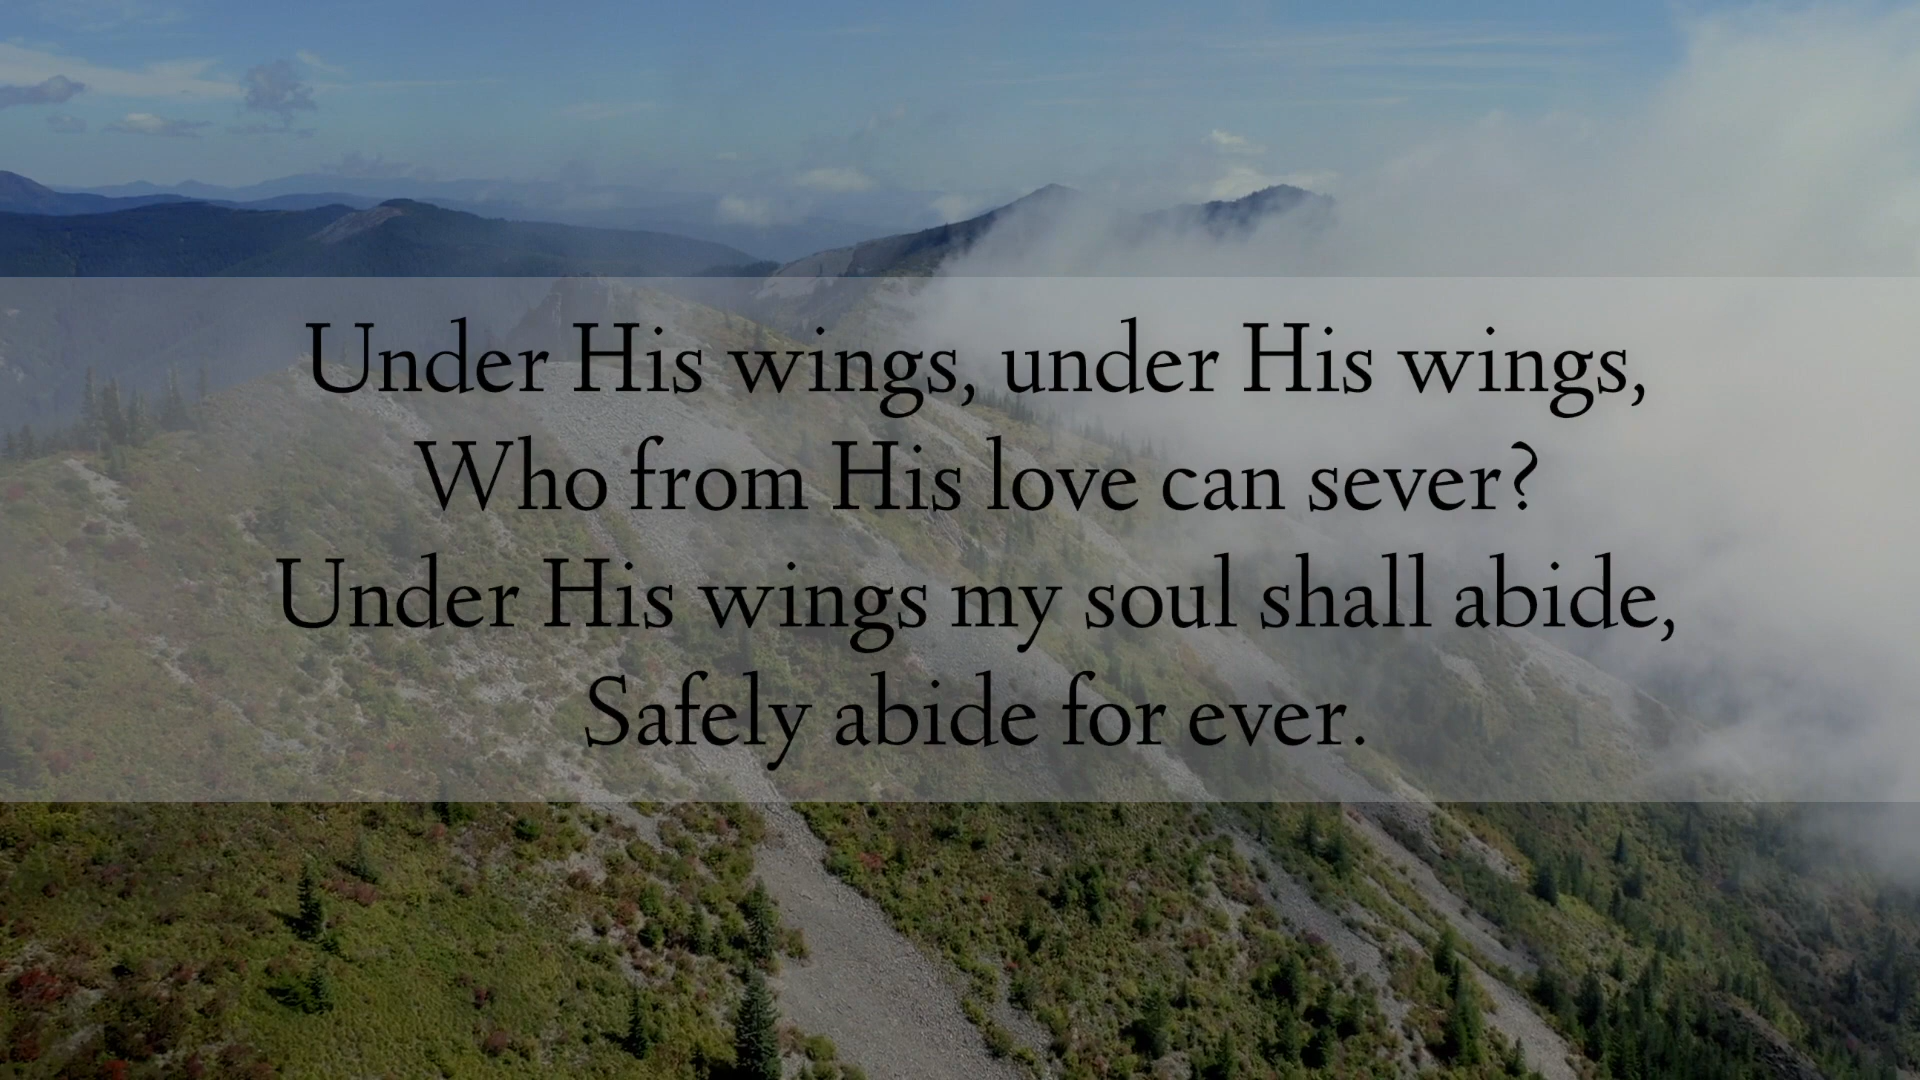 Under His wings, under His wings,
Who from His love can sever?
Under His wings my soul shall abide,
Safely abide for ever.